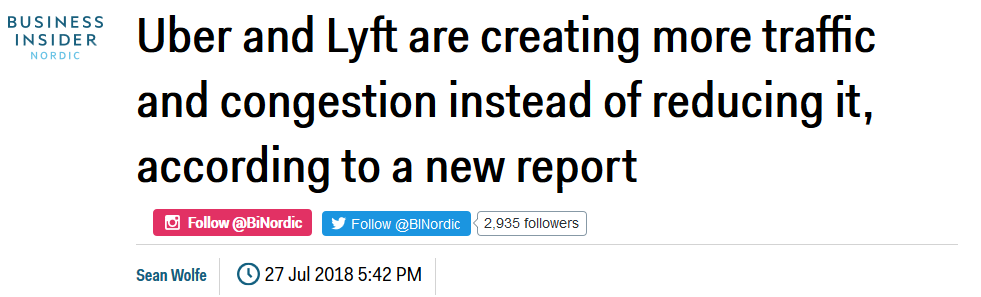 BUSINESS
INSIDER
NORDIC
Uber and Lyft are creating more traffic
and congestion instead of reducing it,
according to a new report
Follow @BiNordic
Follow @BINordic
2,935 followers
Sean Wolfe
27 Jul 2018 5:42 PM